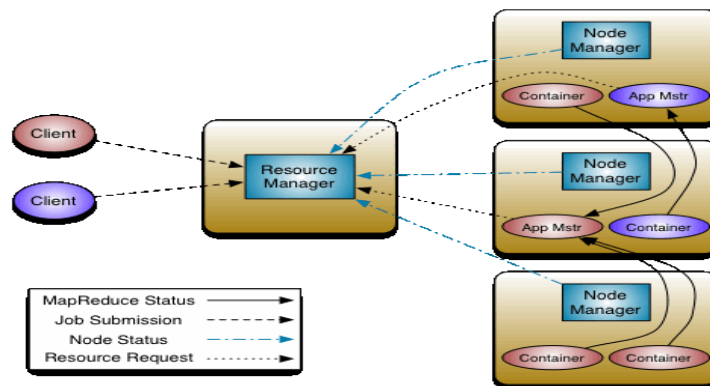 Node
Manager
Container
App Mstr
Client
Resource
Manager
Node
Manager
Client
App Mstr
Container
Node
Manager
MapReduce Status
Job Submission
Node Status
Resource Request
Container
Container